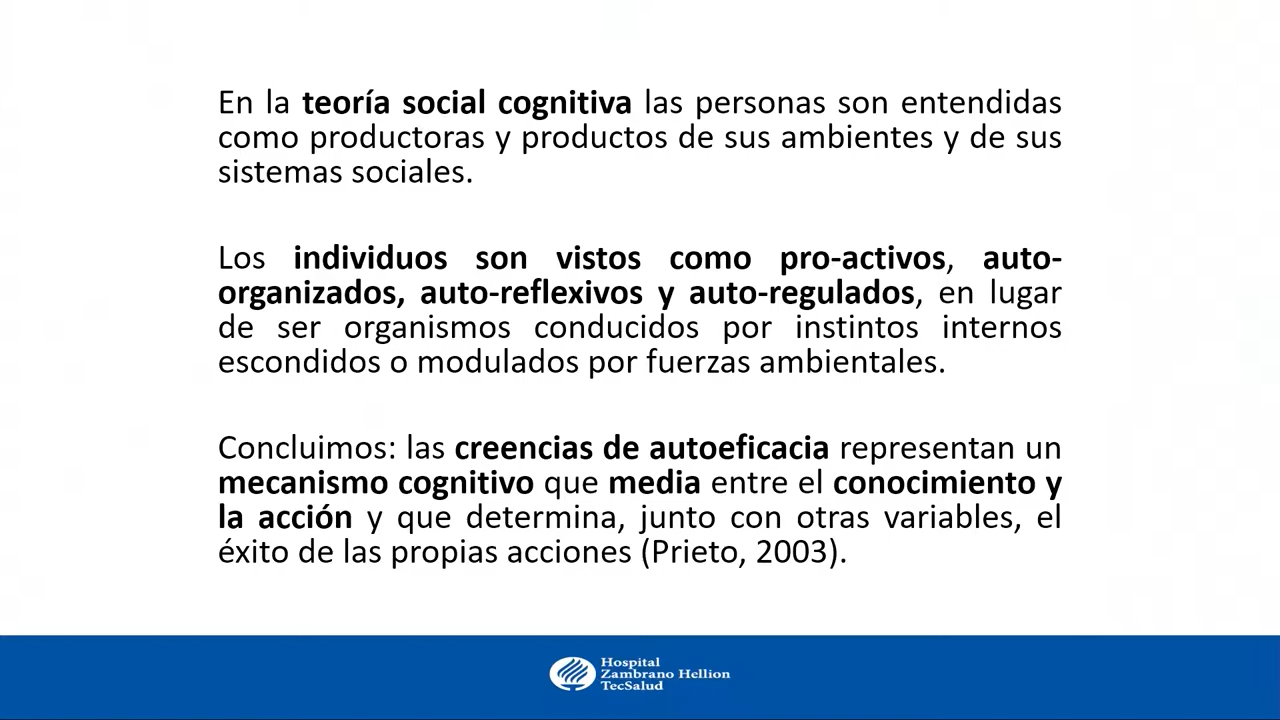 En la teoría social cognitiva las personas son entendidas
como productoras y productos de sus ambientes y de sus
sistemas sociales.
Los individuos son vistos como pro-activos, auto-
organizados, auto-reflexivos y auto-regulados, en lugar
de ser organismos conducidos por instintos internos
escondidos o modulados por fuerzas ambientales.
Concluimos: las creencias de autoeficacia representan un
mecanismo cognitivo que media entre el conocimiento y
la acción y que determina, junto con otras variables, el
éxito de las propias acciones (Prieto, 2003).
Hospital
Zambrano Hellion
TecSalud